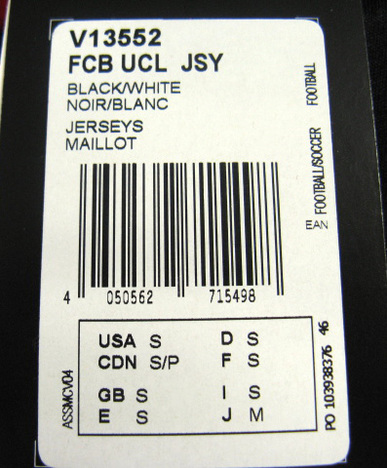 V13552
FCB UCL JSY
BLACK/WHITE
NOIR/BLANC
JERSEYS
MAILLOT
FOOTBALL
FOOTBALL/SOCCER
EAN
4 050562 715498
USA S D S
CDN S/P F S
GB S I S
E S J M
ASSMCV04
PO 103938376 46